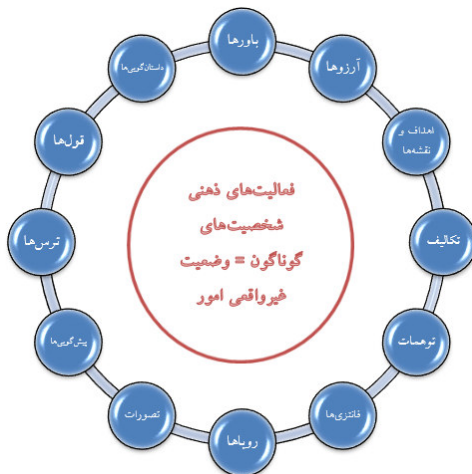 باورها
آرزوها
اهداف و
نقشه‌ها
تکالیف
توهمات
فانتزی‌ها
رویاها
تصورات
پیش‌گویی‌ها
ترس‌ها
قول‌ها
داستان‌گویی‌ها
فعالیت‌های ذهنی
شخصیت‌های
گوناگون = وضعیت
غیرواقعی امور